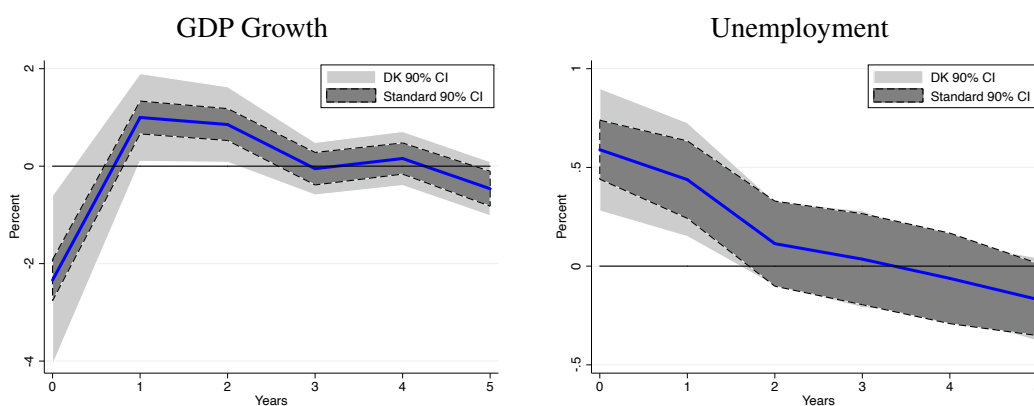 GDP Growth
DK 90% CI
Standard 90% CI
2
0
-2
-4
Percent
0 1 2 3 4 5
Years
Unemployment
DK 90% CI
Standard 90% CI
1
.5
0
-.5
Percent
0 1 2 3 4 5
Years